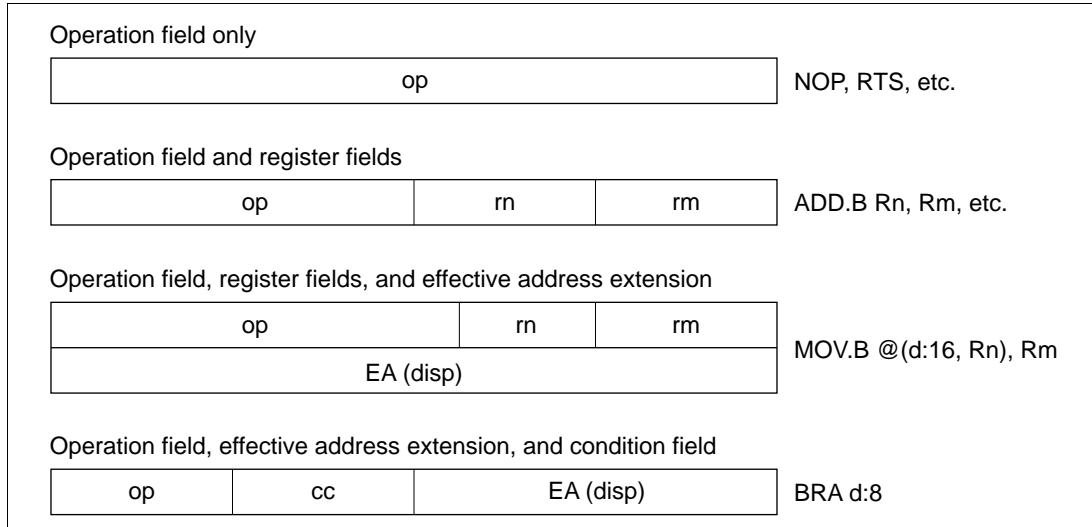 Operation field only
op
NOP, RTS, etc.
Operation field and register fields
op rn rm
ADD.B Rn, Rm, etc.
Operation field, register fields, and effective address extension
op rn rm
MOV.B @(d:16, Rn), Rm
EA (disp)
Operation field, effective address extension, and condition field
op cc EA (disp)
BRA d:8